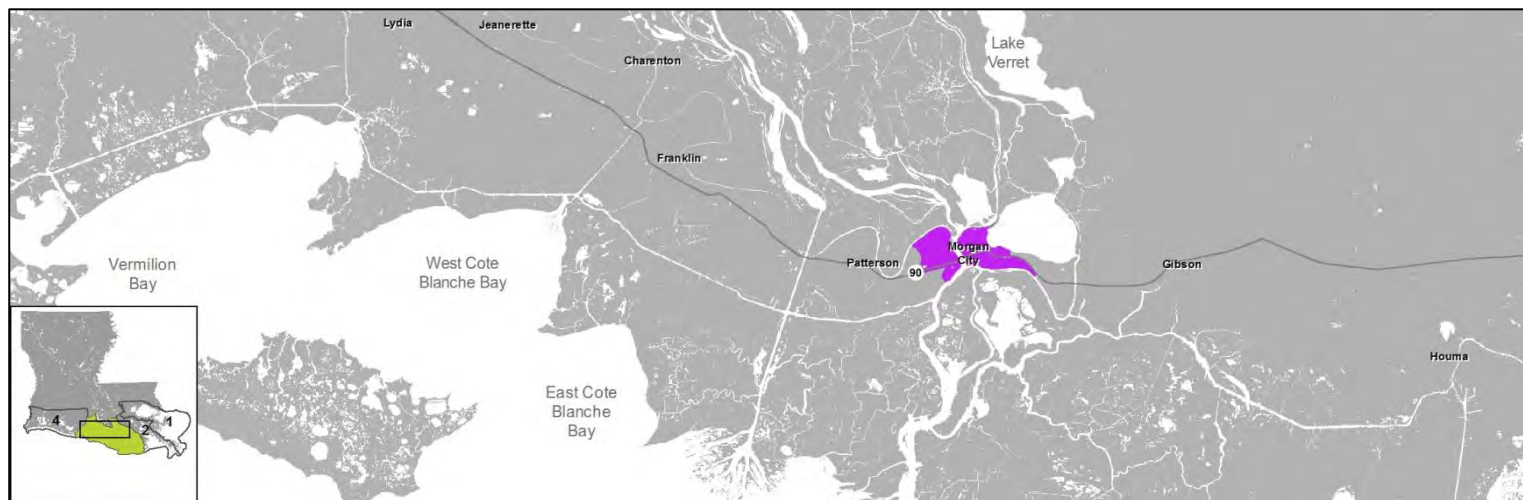 Lydia
Jeanerette
Charenton
Lake
Verret
Franklin
Vermilion
Bay
West Cote
Blanche Bay
Patterson
90
Morgan
City
Gibson
Houma
East Cote
Blanche
Bay
4
2
1